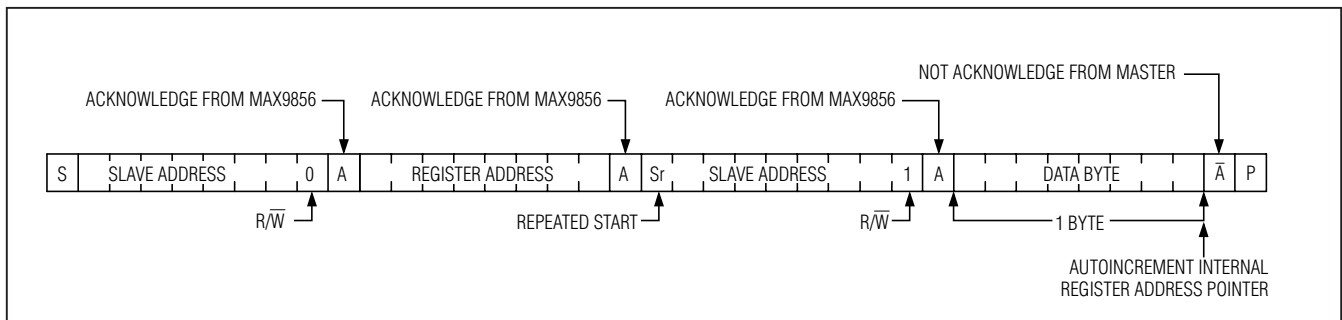 NOT ACKNOWLEDGE FROM MASTER
ACKNOWLEDGE FROM MAX9856 ACKNOWLEDGE FROM MAX9856 ACKNOWLEDGE FROM MAX9856
S SLAVE ADDRESS 0 A REGISTER ADDRESS A Sr SLAVE ADDRESS 1 A DATA BYTE A̅ P
R/W̅ REPEATED START R/W̅ 1 BYTE
AUTOINCREMENT INTERNAL
REGISTER ADDRESS POINTER